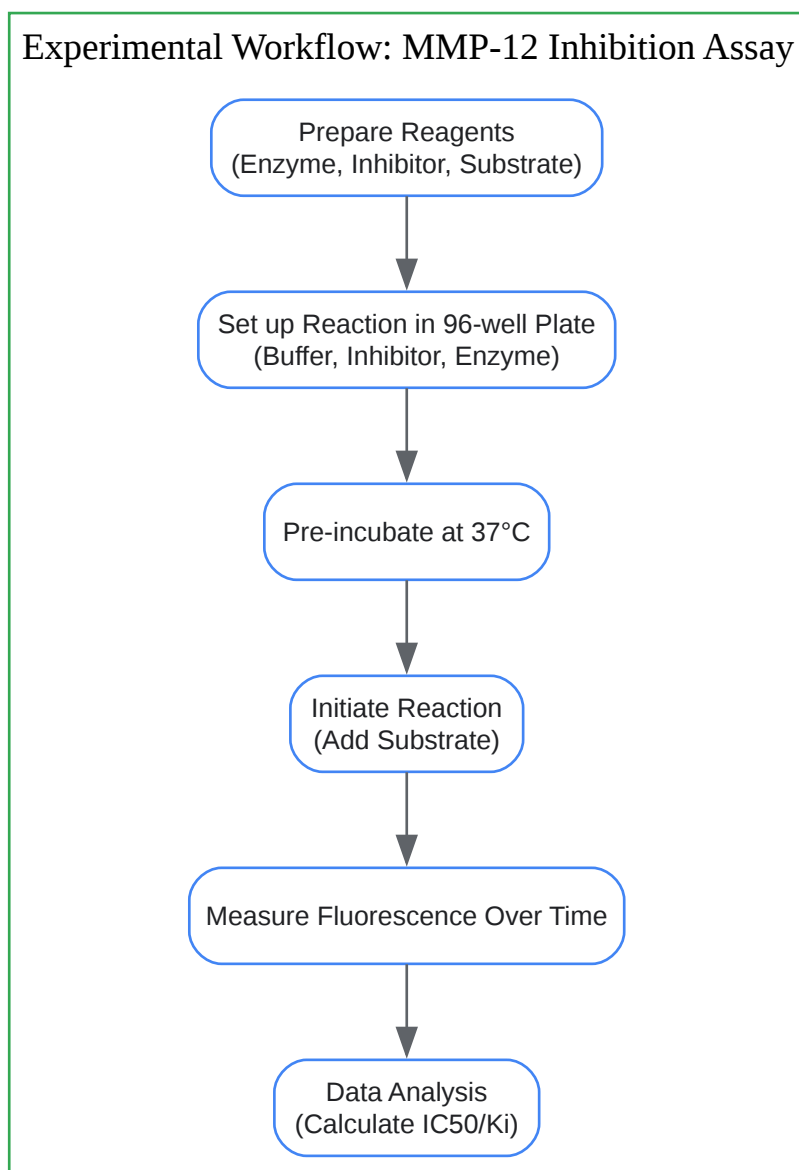 Experimental Workflow: MMP-12 Inhibition Assay
Prepare Reagents
(Enzyme, Inhibitor, Substrate)
Set up Reaction in 96-well Plate
(Buffer, Inhibitor, Enzyme)
Pre-incubate at 37°C
Initiate Reaction
(Add Substrate)
Measure Fluorescence Over Time
Data Analysis
(Calculate IC50/Ki)